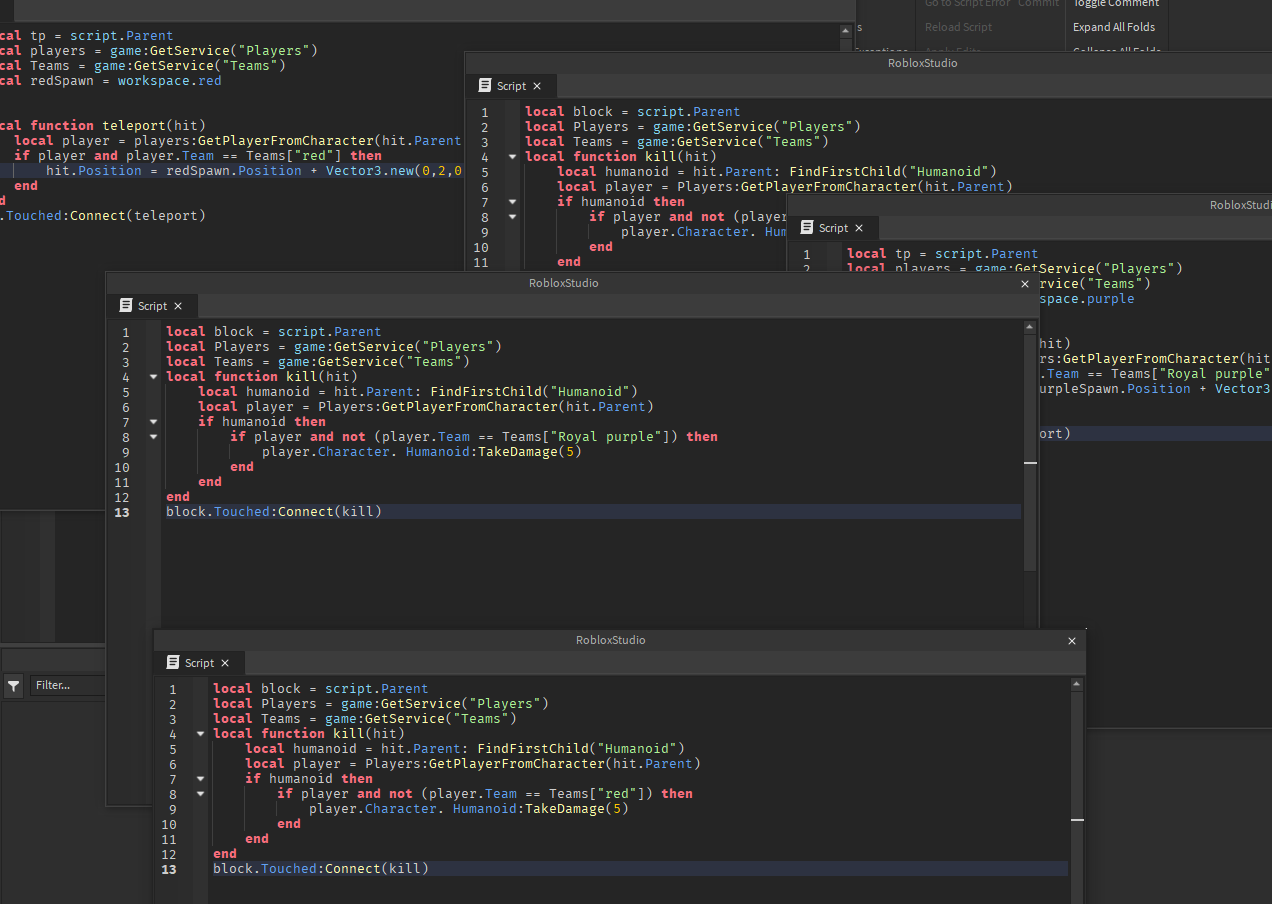 Go to Script Error Commit Toggle Comment
Reload Script Expand All Folds
Apply Edits Collapse All Folds
cal tp = script.Parent
cal players = game:GetService("Players")
cal Teams = game:GetService("Teams")
cal redSpawn = workspace.red
cal function teleport(hit)
local player = players:GetPlayerFromCharacter(hit.Parent
if player and player.Team == Teams["red"] then
hit.Position = redSpawn.Position + Vector3.new(0,2,0
end
d
.Touched:Connect(teleport)
RobloxStudio
Script
1 local block = script.Parent
2 local Players = game:GetService("Players")
3 local Teams = game:GetService("Teams")
4 local function kill(hit)
5 local humanoid = hit.Parent: FindFirstChild("Humanoid")
6 local player = Players:GetPlayerFromCharacter(hit.Parent)
7 if humanoid then
8 if player and not (player
9 player.Character. Hum
10 end
11 end
RobloxStudi
Script
1 local tp = script.Parent
2 local players = game:GetService("Players")
rvice("Teams")
space.purple
hit)
rs:GetPlayerFromCharacter(hit
.Team == Teams["Royal purple"
urpleSpawn.Position + Vector3
ort)
RobloxStudio
Script
1 local block = script.Parent
2 local Players = game:GetService("Players")
3 local Teams = game:GetService("Teams")
4 local function kill(hit)
5 local humanoid = hit.Parent: FindFirstChild("Humanoid")
6 local player = Players:GetPlayerFromCharacter(hit.Parent)
7 if humanoid then
8 if player and not (player.Team == Teams["Royal purple"]) then
9 player.Character. Humanoid:TakeDamage(5)
10 end
11 end
12 end
13 block.Touched:Connect(kill)
Filter...
RobloxStudio
Script
1 local block = script.Parent
2 local Players = game:GetService("Players")
3 local Teams = game:GetService("Teams")
4 local function kill(hit)
5 local humanoid = hit.Parent: FindFirstChild("Humanoid")
6 local player = Players:GetPlayerFromCharacter(hit.Parent)
7 if humanoid then
8 if player and not (player.Team == Teams["red"]) then
9 player.Character. Humanoid:TakeDamage(5)
10 end
11 end
12 end
13 block.Touched:Connect(kill)